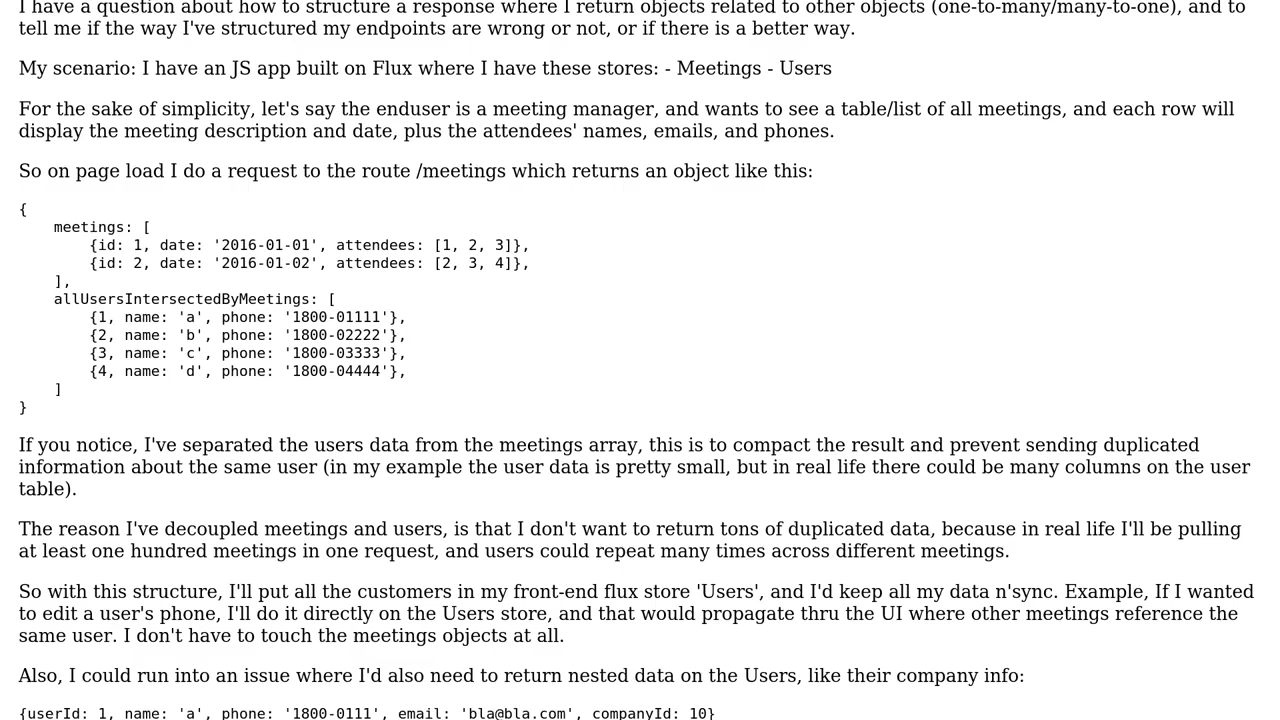 I have a question about how to structure a response where I return objects related to other objects (one-to-many/many-to-one), and to
tell me if the way I've structured my endpoints are wrong or not, or if there is a better way.
My scenario: I have an JS app built on Flux where I have these stores: - Meetings - Users
For the sake of simplicity, let's say the enduser is a meeting manager, and wants to see a table/list of all meetings, and each row will
display the meeting description and date, plus the attendees' names, emails, and phones.
So on page load I do a request to the route /meetings which returns an object like this:
{
    meetings: [
        {id: 1, date: '2016-01-01', attendees: [1, 2, 3]},
        {id: 2, date: '2016-01-02', attendees: [2, 3, 4]},
    ],
    allUsersIntersectedByMeetings: [
        {1, name: 'a', phone: '1800-01111'},
        {2, name: 'b', phone: '1800-02222'},
        {3, name: 'c', phone: '1800-03333'},
        {4, name: 'd', phone: '1800-04444'},
    ]
}
If you notice, I've separated the users data from the meetings array, this is to compact the result and prevent sending duplicated
information about the same user (in my example the user data is pretty small, but in real life there could be many columns on the user
table).
The reason I've decoupled meetings and users, is that I don't want to return tons of duplicated data, because in real life I'll be pulling
at least one hundred meetings in one request, and users could repeat many times across different meetings.
So with this structure, I'll put all the customers in my front-end flux store 'Users', and I'd keep all my data n'sync. Example, If I wanted
to edit a user's phone, I'll do it directly on the Users store, and that would propagate thru the UI where other meetings reference the
same user. I don't have to touch the meetings objects at all.
Also, I could run into an issue where I'd also need to return nested data on the Users, like their company info:
{userId: 1, name: 'a', phone: '1800-0111', email: 'bla@bla.com', companyId: 10}